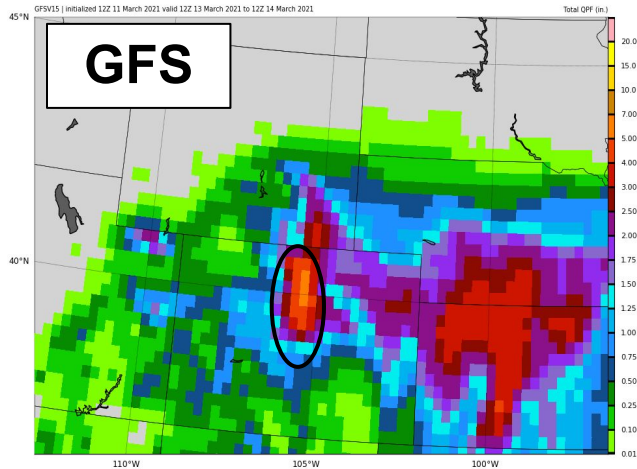 GFSV15 | initialized 12Z 11 March 2021 valid 12Z 13 March 2021 to 12Z 14 March 2021
Total QPF (in.)
45°N
GFS
40°N
110°W
105°W
100°W
20.0
15.0
10.0
7.00
5.00
4.00
3.00
2.50
2.00
1.75
1.50
1.25
1.00
0.75
0.50
0.25
0.10
0.01